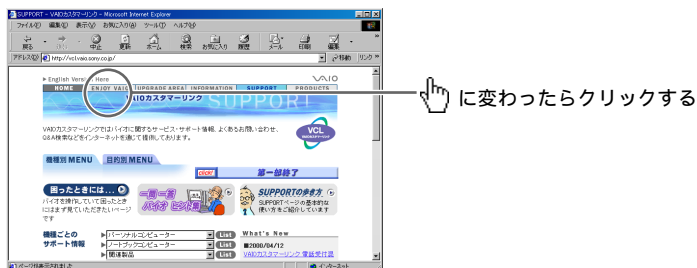 SUPPORT - VAIOカスタマーリンク - Microsoft Internet Explorer
ファイル(F) 編集(E) 表示(V) お気に入り(A) ツール(T) ヘルプ(H)
戻る 中止 更新 ホーム 検索 お気に入り 履歴 メール 印刷 編集
アドレス(D) http://vcl.vaio.sony.co.jp/ 移動 リンク
English Version Here
VAIO
HOME ENJOY VAIO UPGRADE AREA INFORMATION SUPPORT PRODUCTS
VAIOカスタマーリンク SUPPORT
VAIOカスタマーリンクではバイオに関するサービス・サポート情報、よくあるお問い合わせ、
Q&A検索などをインターネットを通じて提供しております。
VCL
機種別 MENU 目的別 MENU
click! 第一部終了
困ったときには...
バイオを操作していて困ったとき
にはまず見ていただきたいページ
です
一問一答
バイオ ヒント集
SUPPORTの歩き方
SUPPORTページの基本的な
使い方をご紹介しています
機種ごとの
サポート情報
パーソナルコンピューター List
ノートブックコンピューター List
関連製品 List
What's New
■2000/04/12
VAIOカスタマーリンク 電話受付混
ページが表示されました インターネット
に変わったらクリックする